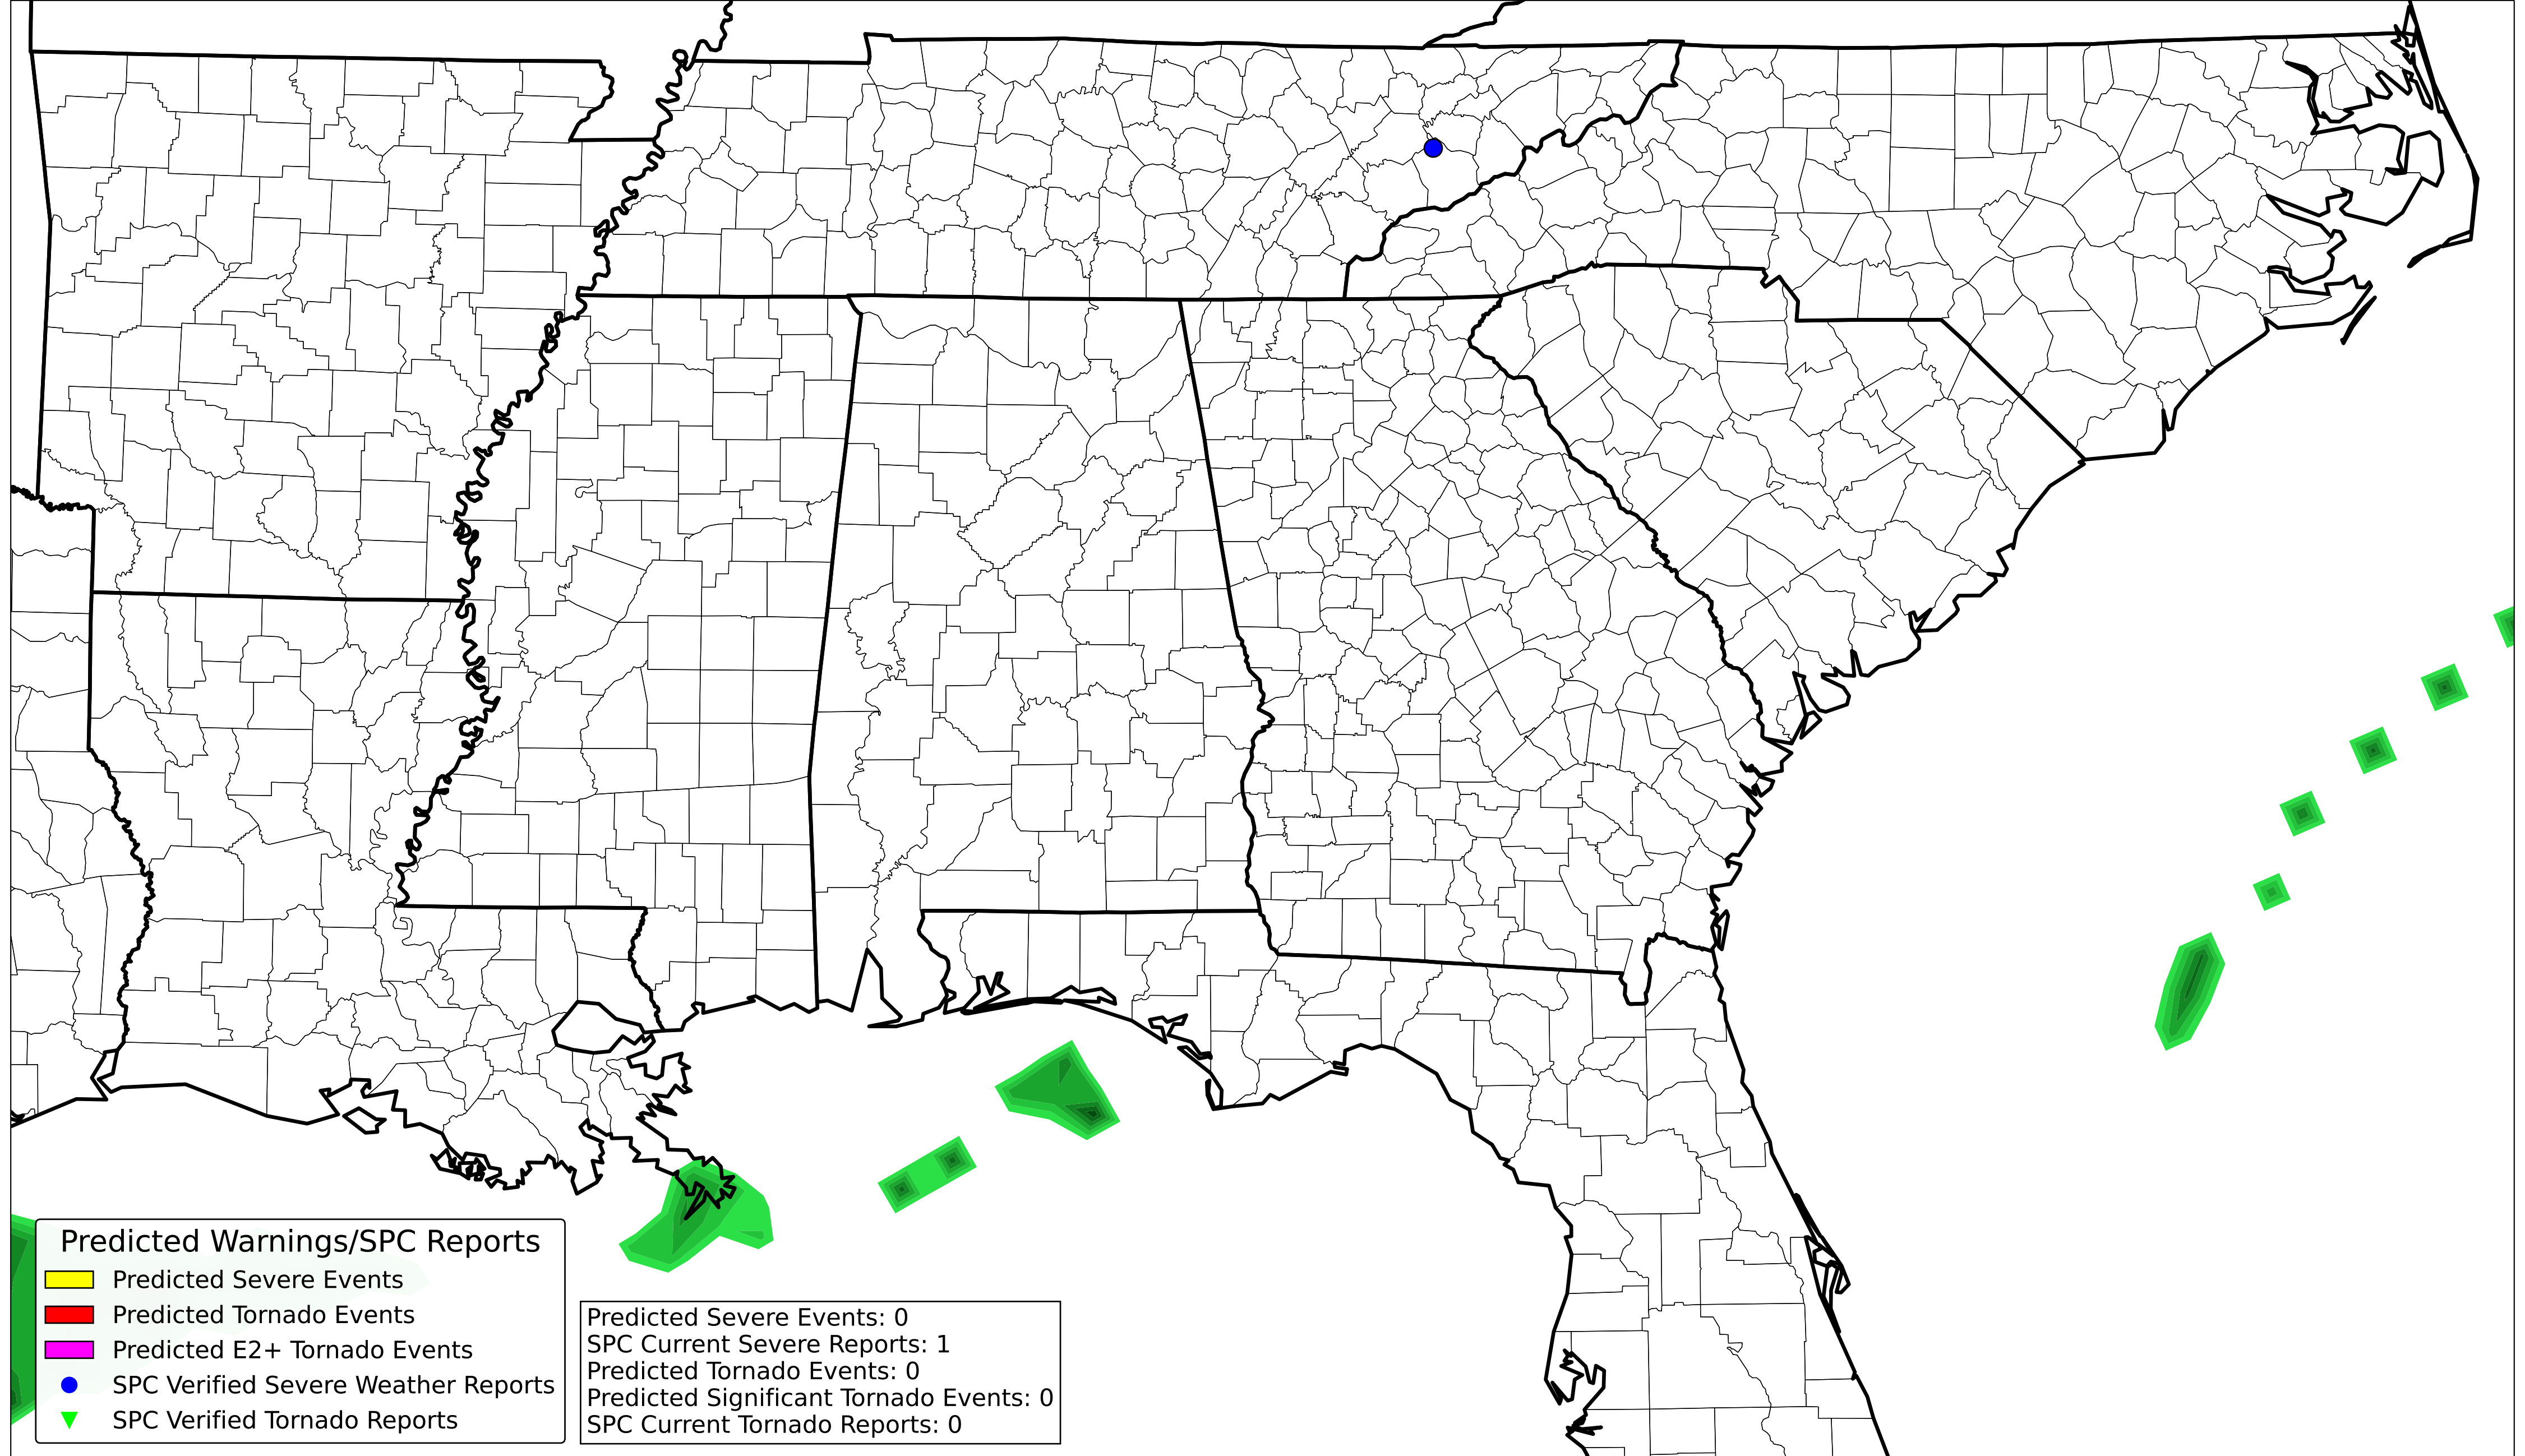 Predicted Warnings/SPC Reports
Predicted Severe Events
Predicted Tornado Events
Predicted E2+ Tornado Events
SPC Verified Severe Weather Reports
SPC Verified Tornado Reports
Predicted Severe Events: 0
SPC Current Severe Reports: 1
Predicted Tornado Events: 0
Predicted Significant Tornado Events: 0
SPC Current Tornado Reports: 0